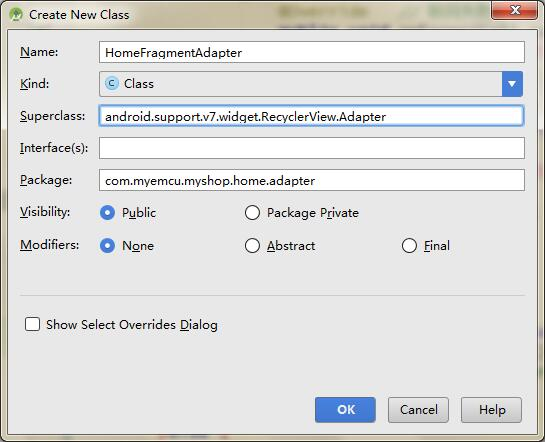 Create New Class
Name: HomeFragmentAdapter
Kind: C Class
Superclass: android.support.v7.widget.RecyclerView.Adapter
Interface(s):
Package: com.myemcu.myshop.home.adapter
Visibility: Public Package Private
Modifiers: None Abstract Final
Show Select Overrides Dialog
OK Cancel Help